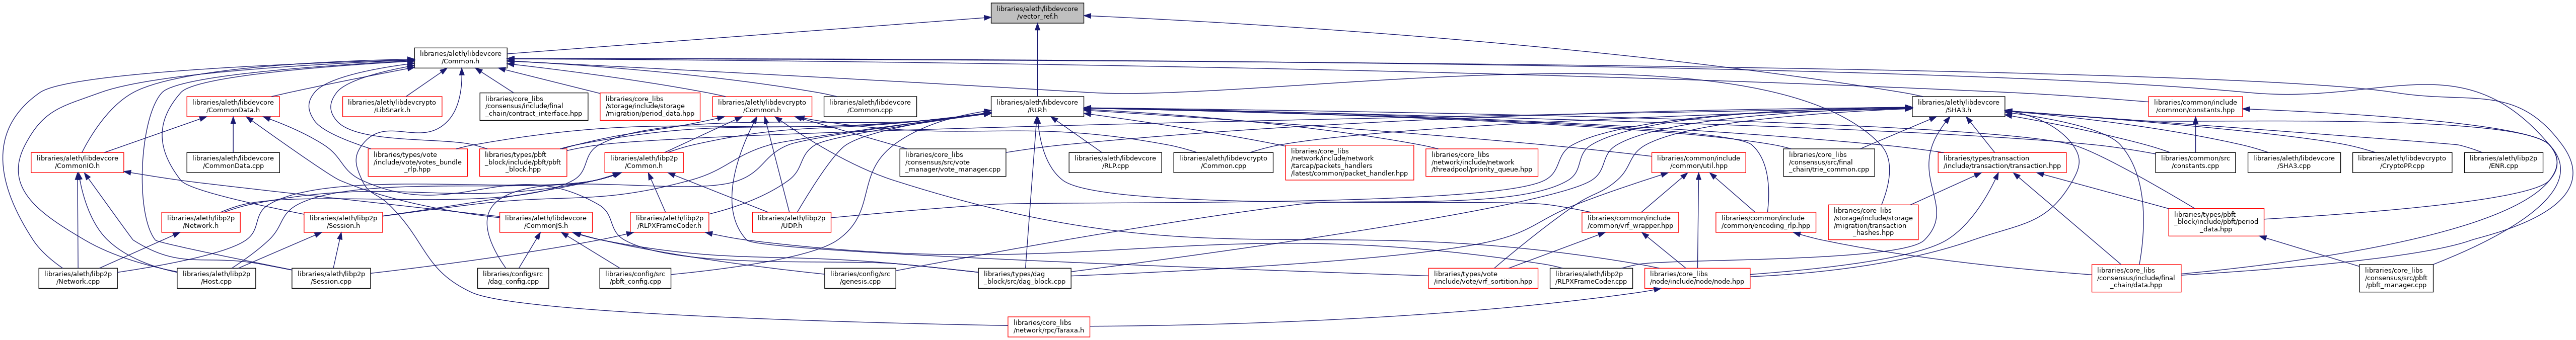 libraries/aleth/libdevcore
/vector_ref.h
libraries/aleth/libdevcore
/Common.h
libraries/aleth/libdevcore
/CommonData.h
libraries/aleth/libdevcrypto
/LibSnark.h
libraries/core_libs
/consensus/include/final
_chain/contract_interface.hpp
libraries/core_libs
/storage/include/storage
/migration/period_data.hpp
libraries/aleth/libdevcrypto
/Common.h
libraries/aleth/libdevcore
/Common.cpp
libraries/aleth/libdevcore
/RLP.h
libraries/aleth/libdevcore
/SHA3.h
libraries/common/include
/common/constants.hpp
libraries/aleth/libdevcore
/CommonIO.h
libraries/aleth/libdevcore
/CommonData.cpp
libraries/types/vote
/include/vote/votes_bundle
_rlp.hpp
libraries/types/pbft
_block/include/pbft/pbft
_block.hpp
libraries/aleth/libp2p
/Common.h
libraries/core_libs
/consensus/src/vote
_manager/vote_manager.cpp
libraries/aleth/libdevcore
/RLP.cpp
libraries/aleth/libdevcrypto
/Common.cpp
libraries/core_libs
/network/include/network
/tarcap/packets_handlers
/latest/common/packet_handler.hpp
libraries/core_libs
/network/include/network
/threadpool/priority_queue.hpp
libraries/common/include
/common/util.hpp
libraries/core_libs
/consensus/src/final
_chain/trie_common.cpp
libraries/types/transaction
/include/transaction/transaction.hpp
libraries/common/src
/constants.cpp
libraries/aleth/libdevcore
/SHA3.cpp
libraries/aleth/libdevcrypto
/CryptoPP.cpp
libraries/aleth/libp2p
/ENR.cpp
libraries/aleth/libp2p
/Network.h
libraries/aleth/libp2p
/Session.h
libraries/aleth/libdevcore
/CommonJS.h
libraries/aleth/libp2p
/RLPXFrameCoder.h
libraries/aleth/libp2p
/UDP.h
libraries/common/include
/common/vrf_wrapper.hpp
libraries/common/include
/common/encoding_rlp.hpp
libraries/core_libs
/storage/include/storage
/migration/transaction
_hashes.hpp
libraries/types/pbft
_block/include/pbft/period
_data.hpp
libraries/aleth/libp2p
/Network.cpp
libraries/aleth/libp2p
/Host.cpp
libraries/aleth/libp2p
/Session.cpp
libraries/config/src
/dag_config.cpp
libraries/config/src
/pbft_config.cpp
libraries/config/src
/genesis.cpp
libraries/types/dag
_block/src/dag_block.cpp
libraries/types/vote
/include/vote/vrf_sortition.hpp
libraries/aleth/libp2p
/RLPXFrameCoder.cpp
libraries/core_libs
/node/include/node/node.hpp
libraries/core_libs
/consensus/include/final
_chain/data.hpp
libraries/core_libs
/consensus/src/pbft
/pbft_manager.cpp
libraries/core_libs
/network/rpc/Taraxa.h